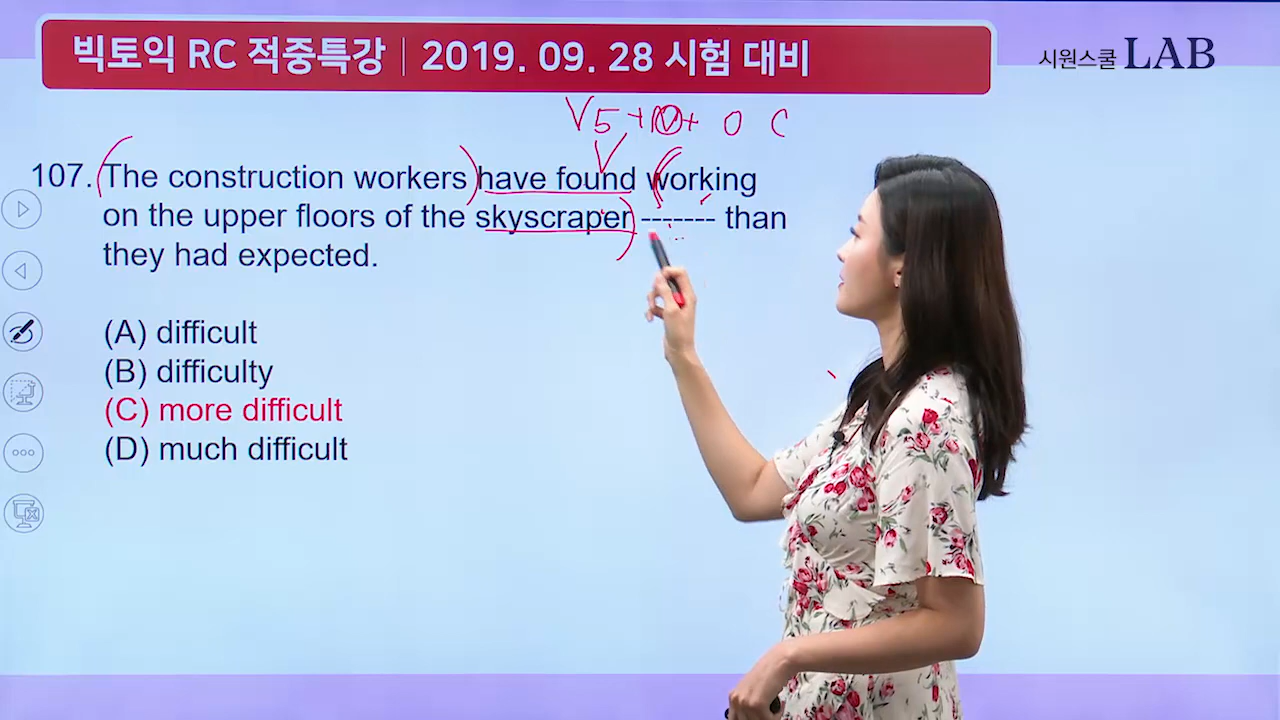 빅토익 RC 적중특강 | 2019. 09. 28 시험 대비
시원스쿨 LAB
V5 + O + O C
V
107. The construction workers have found working
on the upper floors of the skyscraper ------- than
they had expected.
(A) difficult
(B) difficulty
(C) more difficult
(D) much difficult